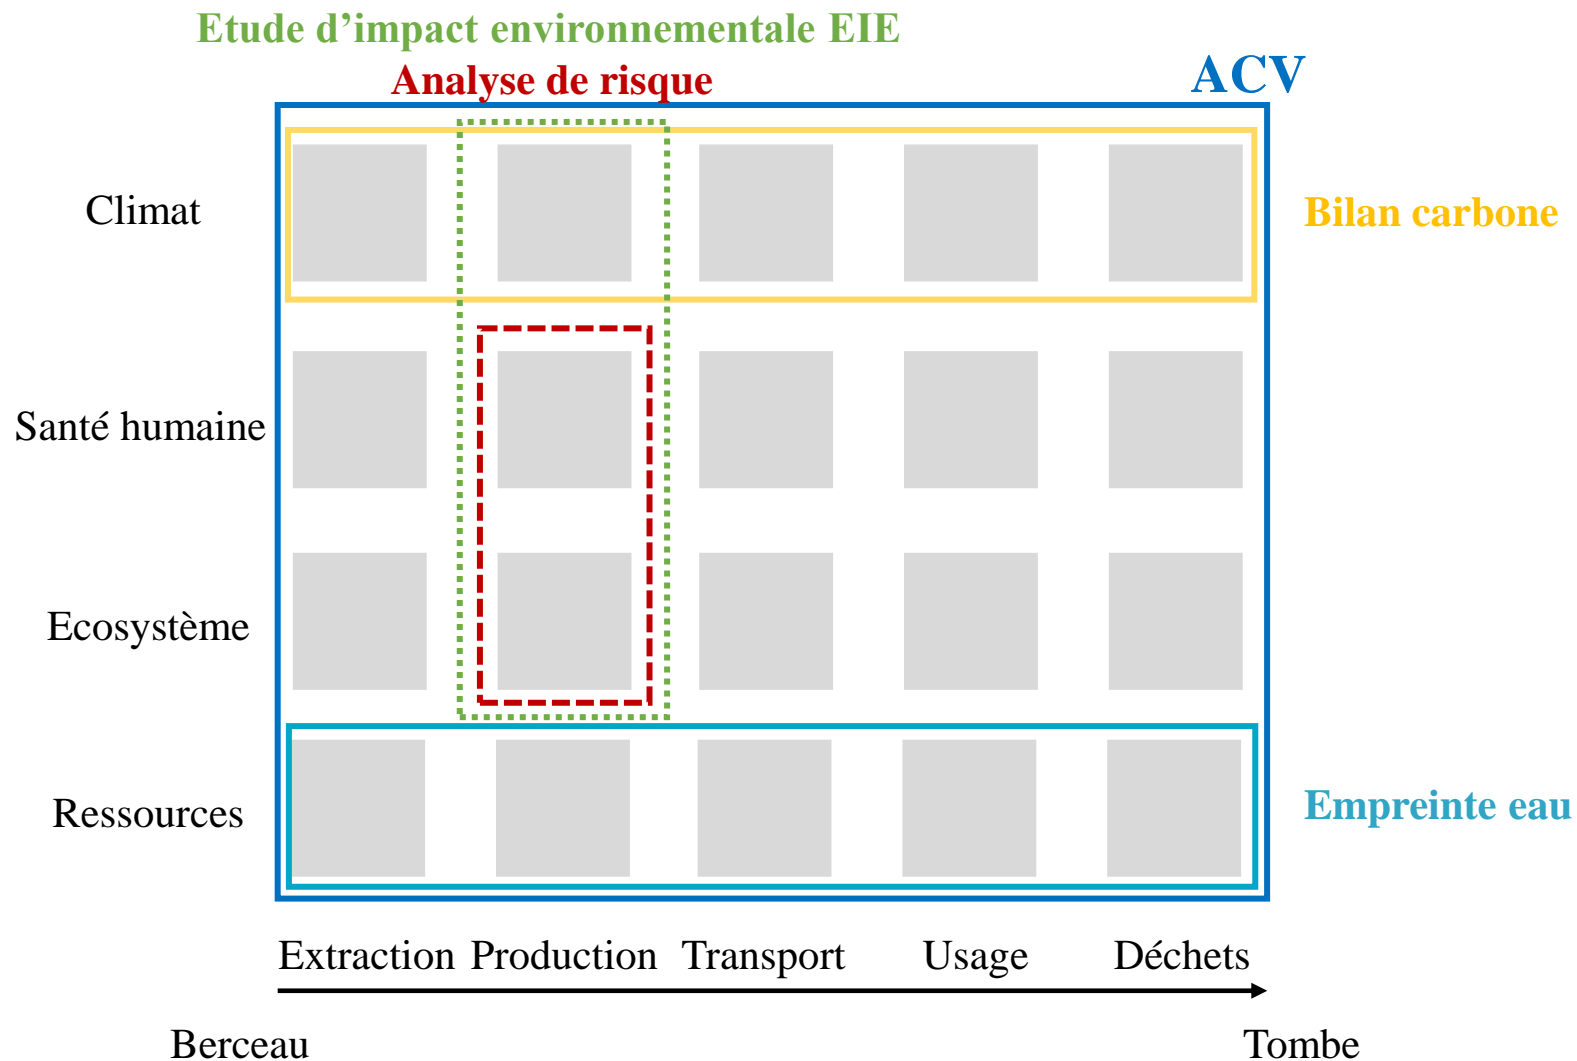 Etude d’impact environnementale EIE
Analyse de risque
ACV
Climat
Bilan carbone
Santé humaine
Ecosystème
Ressources
Empreinte eau
Extraction Production Transport Usage Déchets
Berceau Tombe